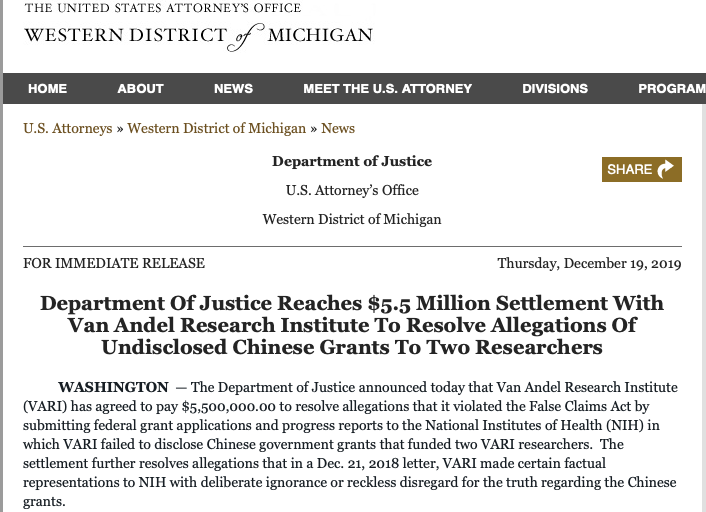 THE UNITED STATES ATTORNEY'S OFFICE
WESTERN DISTRICT of MICHIGAN
HOME ABOUT NEWS MEET THE U.S. ATTORNEY DIVISIONS PROGRAM
U.S. Attorneys » Western District of Michigan » News
Department of Justice
SHARE
U.S. Attorney's Office
Western District of Michigan
FOR IMMEDIATE RELEASE Thursday, December 19, 2019
Department Of Justice Reaches $5.5 Million Settlement With
Van Andel Research Institute To Resolve Allegations Of
Undisclosed Chinese Grants To Two Researchers
WASHINGTON — The Department of Justice announced today that Van Andel Research Institute
(VARI) has agreed to pay $5,500,000.00 to resolve allegations that it violated the False Claims Act by
submitting federal grant applications and progress reports to the National Institutes of Health (NIH) in
which VARI failed to disclose Chinese government grants that funded two VARI researchers. The
settlement further resolves allegations that in a Dec. 21, 2018 letter, VARI made certain factual
representations to NIH with deliberate ignorance or reckless disregard for the truth regarding the Chinese
grants.